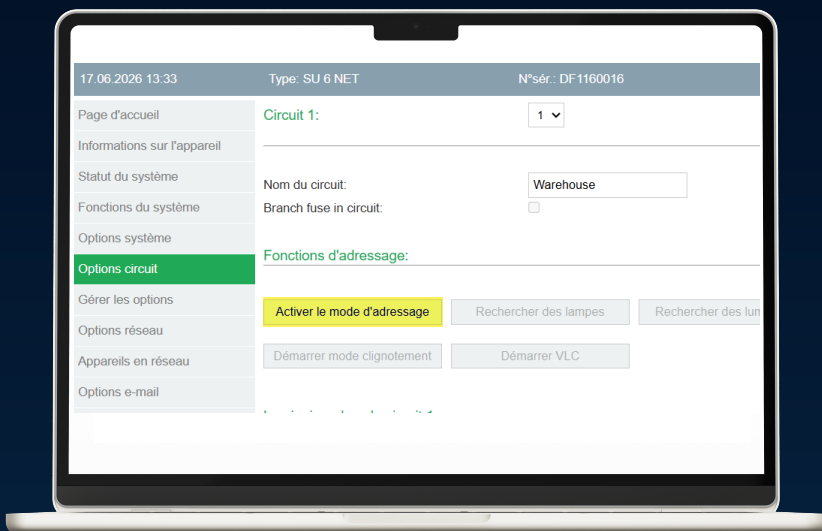 17.06.2026 13:33 Type: SU 6 NET N°sér.: DF1160016
Page d'accueil
Informations sur l'appareil
Statut du système
Fonctions du système
Options système
Options circuit
Gérer les options
Options réseau
Appareils en réseau
Options e-mail
Circuit 1: 1
Nom du circuit: Warehouse
Branch fuse in circuit:
Fonctions d'adressage:
Activer le mode d'adressage Rechercher des lampes Rechercher des
Démarrer mode clignotement Démarrer VLC